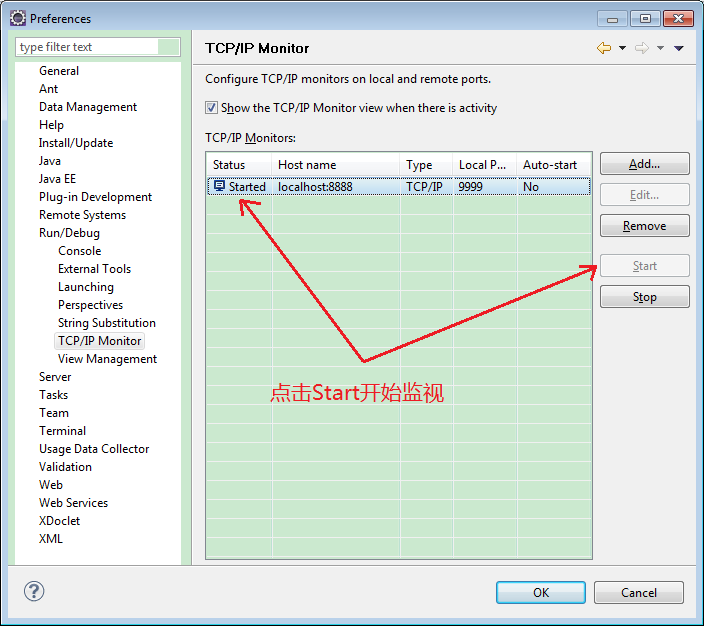 Preferences
type filter text
General
Ant
Data Management
Help
Install/Update
Java
Java EE
Plug-in Development
Remote Systems
Run/Debug
Console
External Tools
Launching
Perspectives
String Substitution
TCP/IP Monitor
View Management
Server
Tasks
Team
Terminal
Usage Data Collector
Validation
Web
Web Services
XDoclet
XML
TCP/IP Monitor
Configure TCP/IP monitors on local and remote ports.
Show the TCP/IP Monitor view when there is activity
TCP/IP Monitors:
Status Host name Type Local P... Auto-start
Started localhost:8888 TCP/IP 9999 No
Add...
Edit...
Remove
Start
Stop
点击Start开始监视
OK Cancel